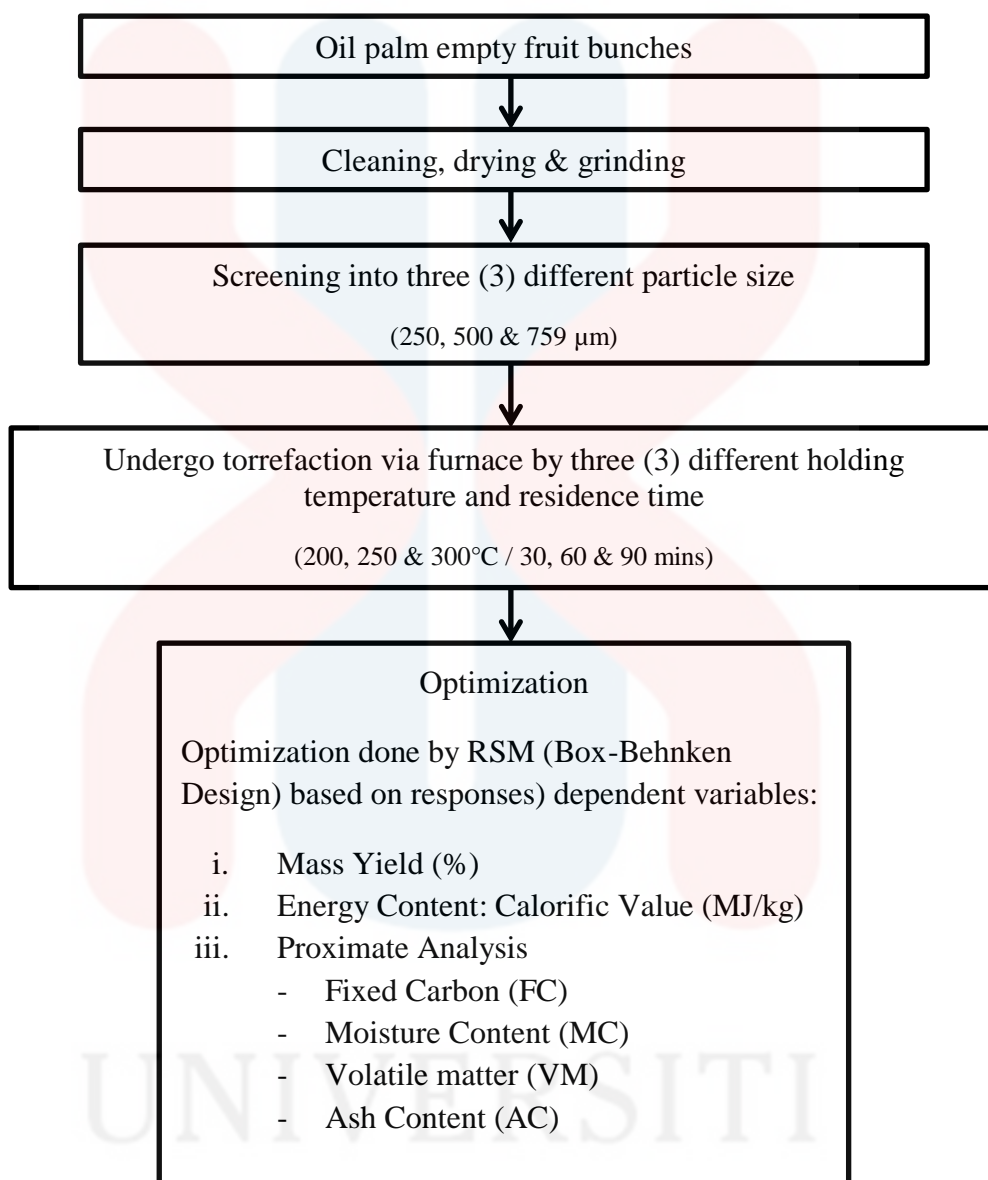 Oil palm empty fruit bunches
Cleaning, drying & grinding
Screening into three (3) different particle size
(250, 500 & 759 µm)
Undergo torrefaction via furnace by three (3) different holding
temperature and residence time
(200, 250 & 300°C / 30, 60 & 90 mins)
Optimization
Optimization done by RSM (Box-Behnken
Design) based on responses) dependent variables:
i. Mass Yield (%)
ii. Energy Content: Calorific Value (MJ/kg)
iii. Proximate Analysis
- Fixed Carbon (FC)
- Moisture Content (MC)
- Volatile matter (VM)
- Ash Content (AC)
UNIVERSITI